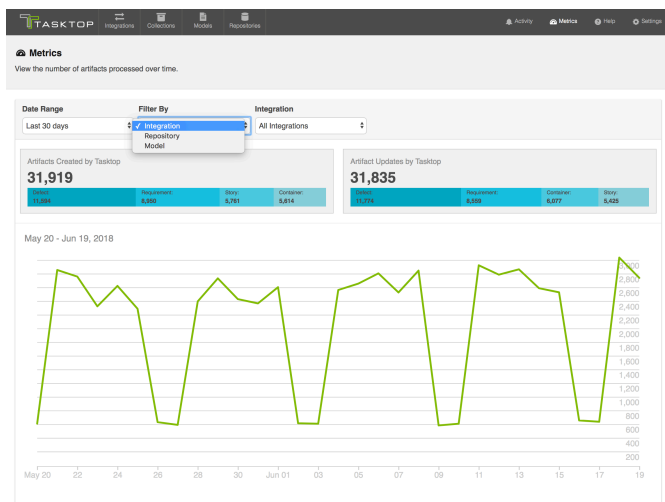 TASKTOP
Integrations Collections Models Repositories
Activity Metrics Help Settings
Metrics
View the number of artifacts processed over time.
Date Range Filter By Integration
Last 30 days ✓ Integration All Integrations
Repository
Model
Artifacts Created by Tasktop
31,919
Defect: Requirement: Story: Container:
11,594 8,950 5,761 5,614
Artifact Updates by Tasktop
31,835
Defect: Requirement: Container: Story:
11,774 8,559 6,077 5,425
May 20 - Jun 19, 2018
2,800
2,600
2,400
2,200
2,000
1,800
1,600
1,400
1,200
1,000
800
600
400
200
May 20 22 24 26 28 30 Jun 01 03 05 07 09 11 13 15 17 19